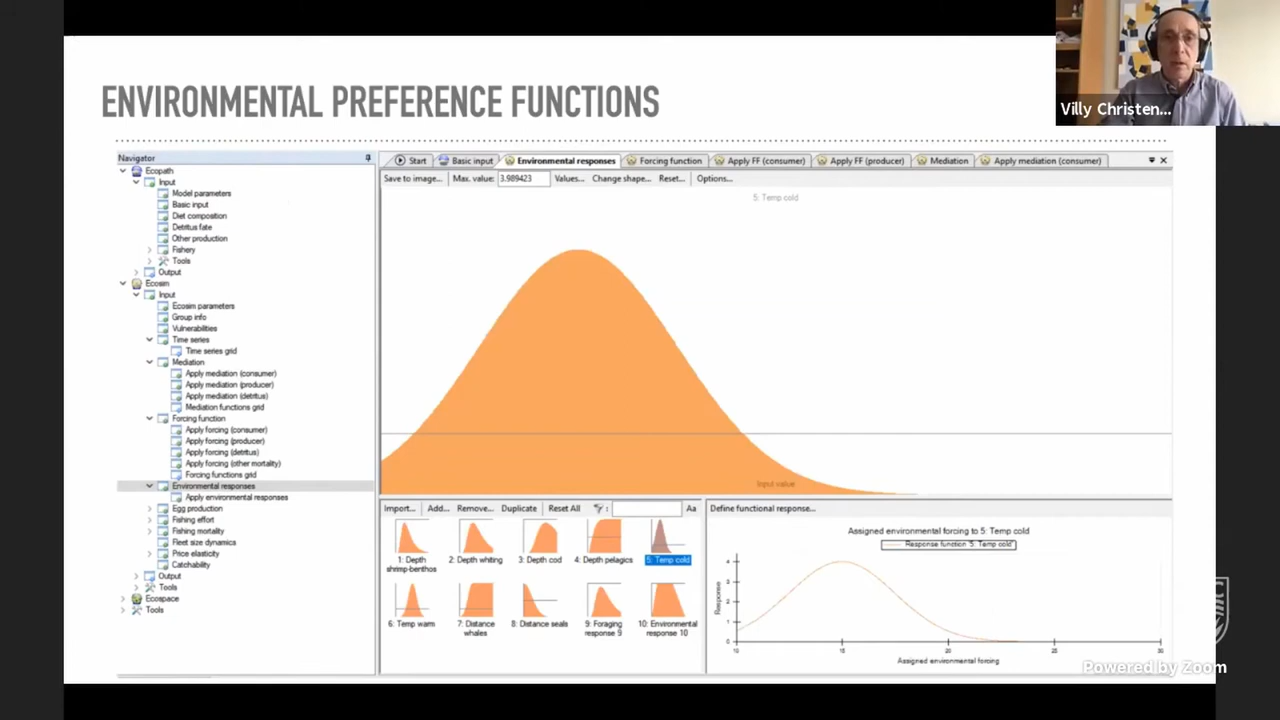 ENVIRONMENTAL PREFERENCE FUNCTIONS
Villy Christen...
Navigator
Ecopath
Input
Model parameters
Basic input
Diet composition
Detritus fate
Other production
Fishery
Tools
Output
Ecosim
Input
Ecosim parameters
Group info
Vulnerabilities
Time series
Time series grid
Mediation
Apply mediation (consumer)
Apply mediation (producer)
Apply mediation (detritus)
Mediation functions grid
Forcing function
Apply forcing (consumer)
Apply forcing (producer)
Apply forcing (detritus)
Apply forcing (other mortality)
Forcing functions grid
Environmental responses
Apply environmental responses
Egg production
Fishing effort
Fishing mortality
Fleet size dynamics
Price elasticity
Catchability
Output
Tools
Ecospace
Tools
Start Basic input Environmental responses Forcing function Apply FF (consumer) Apply FF (producer) Mediation Apply mediation (consumer)
Save to image... Max. value: 3.989423 Values... Change shape... Reset... Options...
5: Temp cold
Input value
Import... Add... Remove... Duplicate Reset All Aa
1: Depth shrimp-benthos
2: Depth whiting
3: Depth cod
4: Depth pelagics
5: Temp cold
6: Temp warm
7: Distance whales
8: Distance seals
9: Foraging response 9
10: Environmental response 10
Define functional response...
Assigned environmental forcing to 5: Temp cold
Response function '5: Temp cold'
Response
4
3
2
1
0
10 15 20 25 30
Assigned environmental forcing
Powered by Zoom